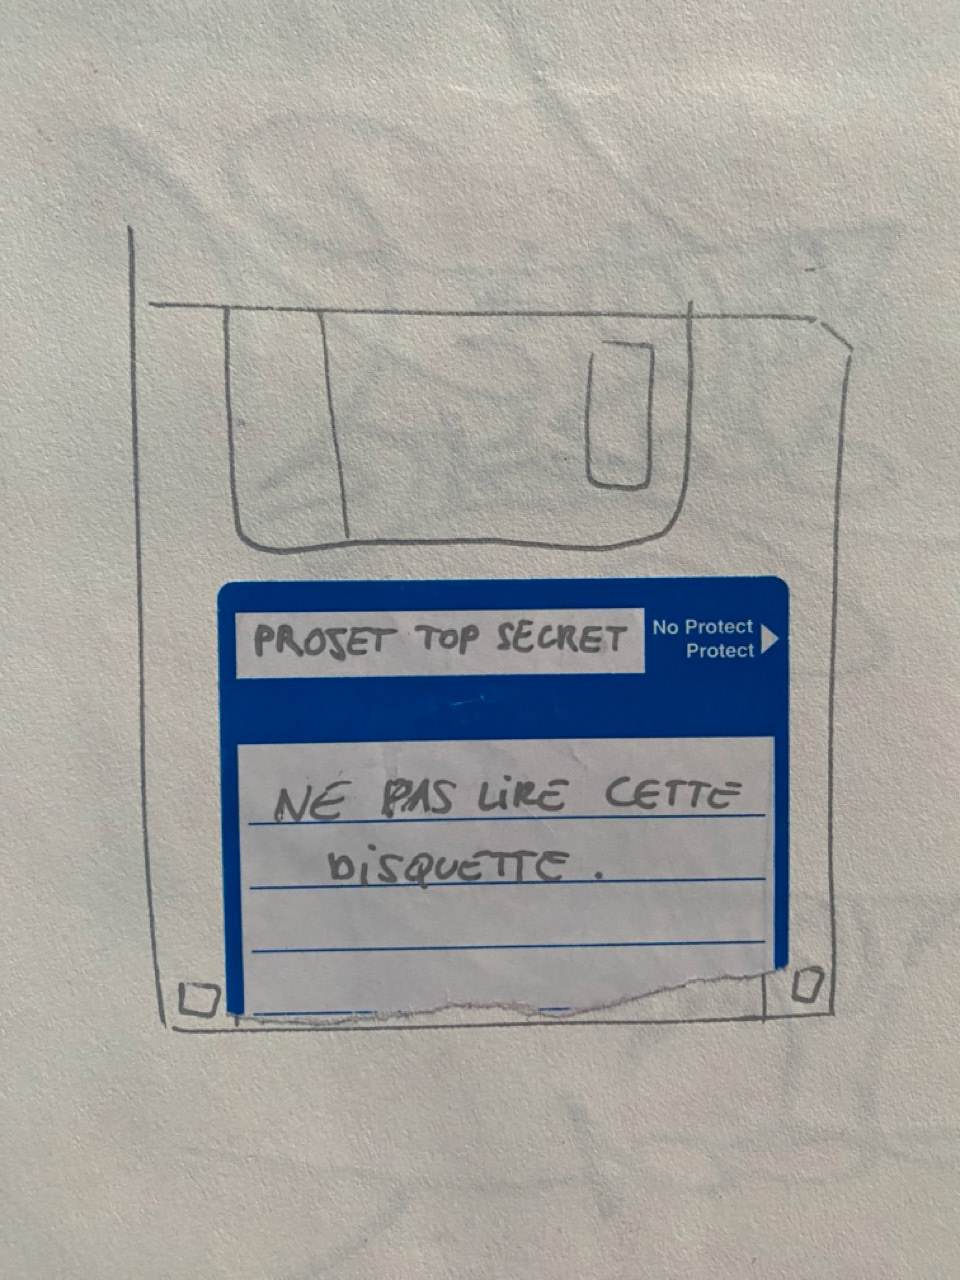 PROJET TOP SECRET
No Protect
Protect
NE PAS LIRE CETTE
DISQUETTE.